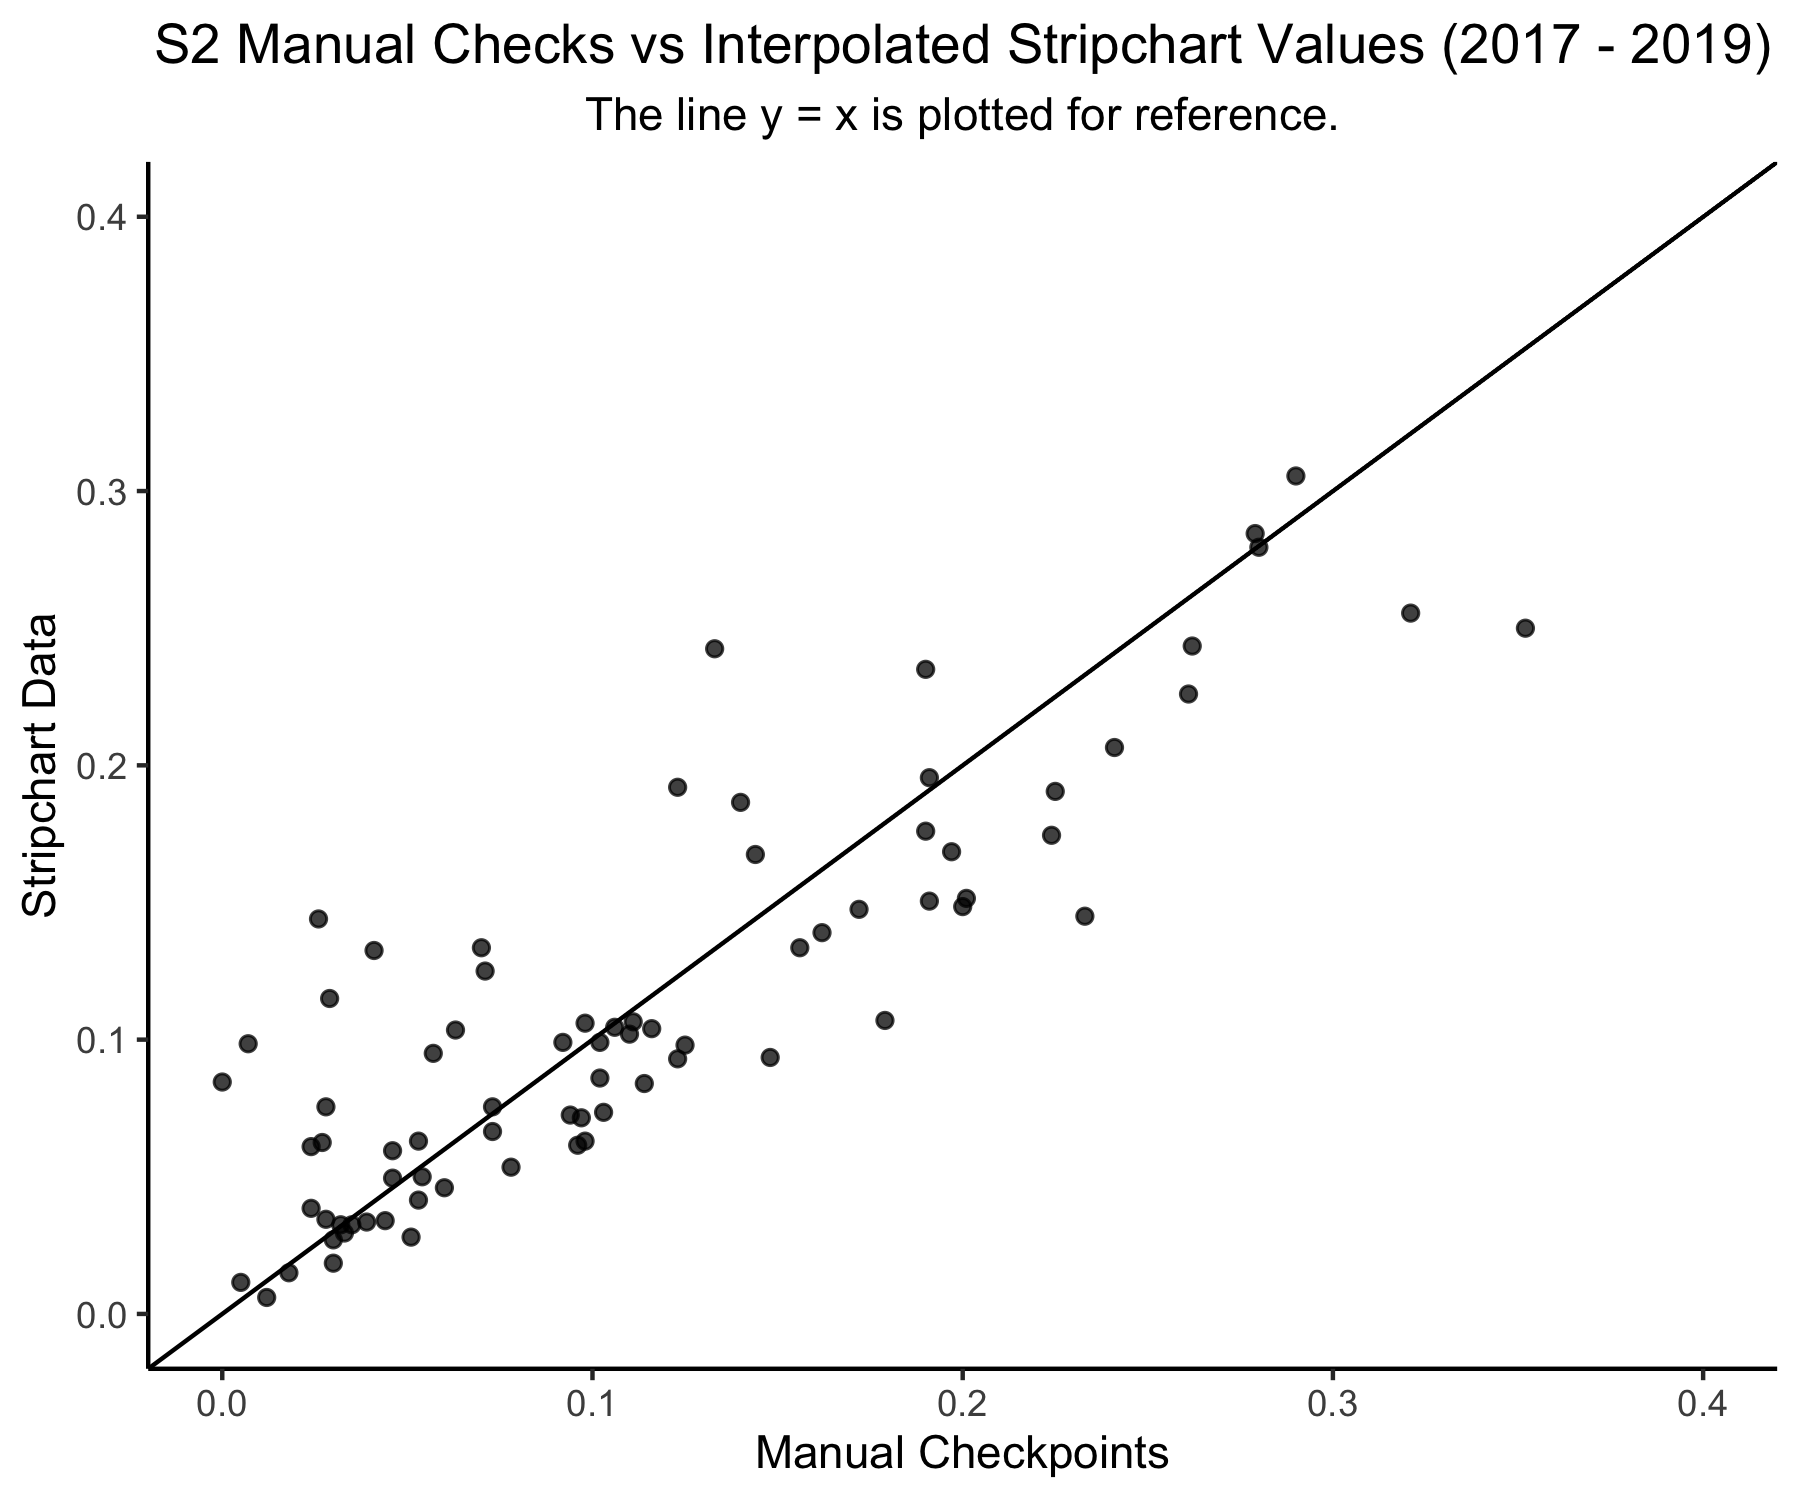 S2 Manual Checks vs Interpolated Stripchart Values (2017 - 2019)
The line y = x is plotted for reference.
Stripchart Data
0.4
0.3
0.2
0.1
0.0
0.0 0.1 0.2 0.3 0.4
Manual Checkpoints